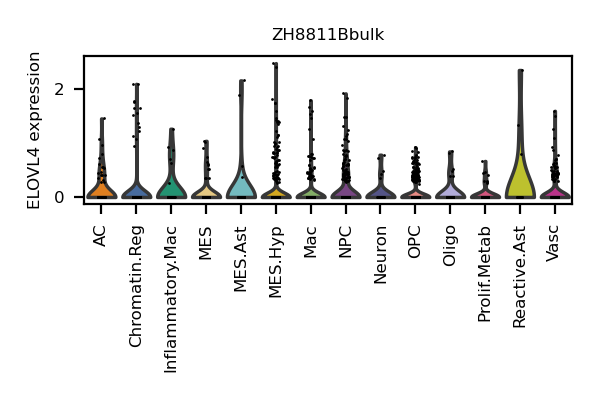 ZH8811Bbulk
ELOVL4 expression
2
0
AC
Chromatin.Reg
Inflammatory.Mac
MES
MES.Ast
MES.Hyp
Mac
NPC
Neuron
OPC
Oligo
Prolif.Metab
Reactive.Ast
Vasc